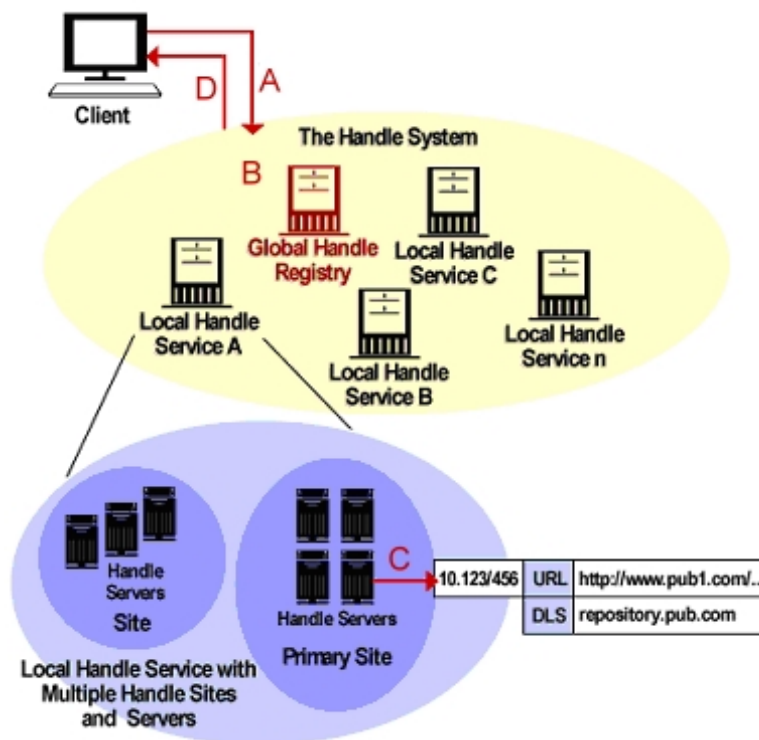 Client
D
A
The Handle System
B
Global Handle
Registry
Local Handle
Service C
Local Handle
Service A
Local Handle
Service B
Local Handle
Service n
Handle
Servers
Site
Handle Servers
Primary Site
C
10.123/456 URL http://www.pub1.com/..
DLS repository.pub.com
Local Handle Service with
Multiple Handle Sites
and Servers